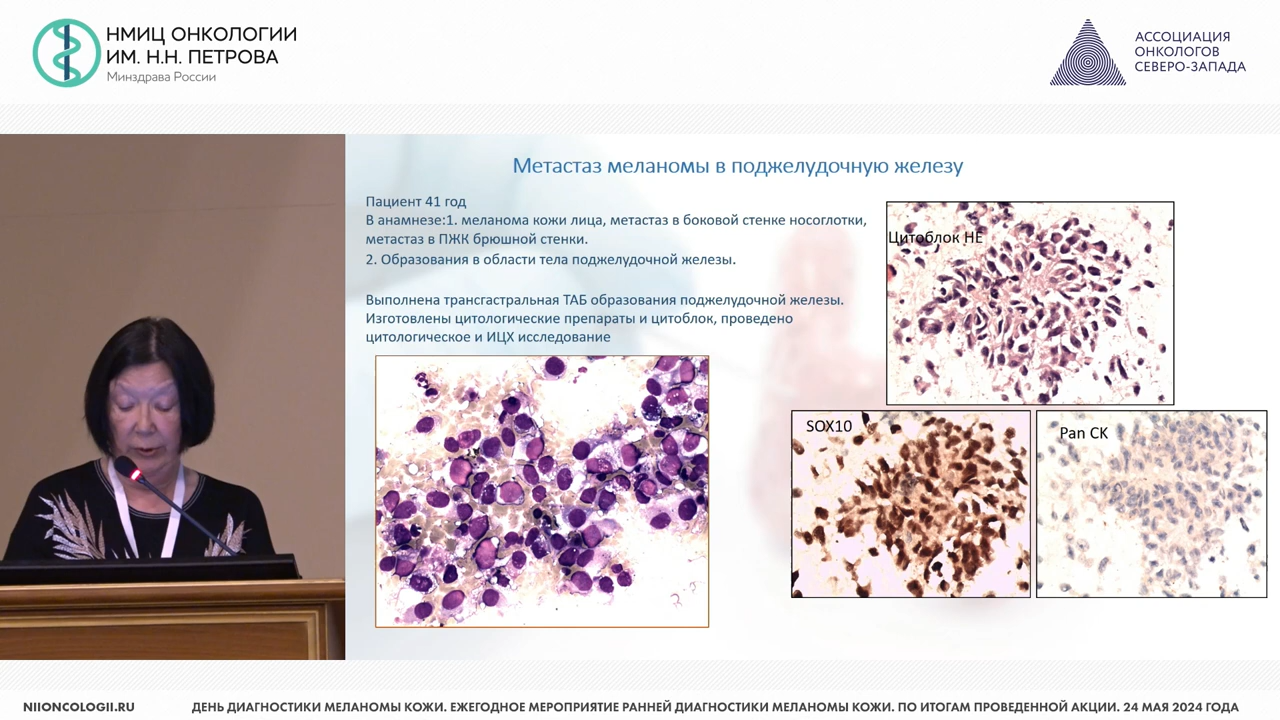 НМИЦ ОНКОЛОГИИ
ИМ. Н.Н. ПЕТРОВА
Минздрава России
АССОЦИАЦИЯ
ОНКОЛОГОВ
СЕВЕРО-ЗАПАДА
Метастаз меланомы в поджелудочную железу
Пациент 41 год
В анамнезе:1. меланома кожи лица, метастаз в боковой стенке носоглотки,
метастаз в ПЖК брюшной стенки.
2. Образования в области тела поджелудочной железы.
Выполнена трансгастральная ТАБ образования поджелудочной железы.
Изготовлены цитологические препараты и цитоблок, проведено
цитологическое и ИЦХ исследование
Цитоблок НЕ
SOX10
Pan CK
NIIONCOLOGII.RU
ДЕНЬ ДИАГНОСТИКИ МЕЛАНОМЫ КОЖИ. ЕЖЕГОДНОЕ МЕРОПРИЯТИЕ РАННЕЙ ДИАГНОСТИКИ МЕЛАНОМЫ КОЖИ. ПО ИТОГАМ ПРОВЕДЕННОЙ АКЦИИ. 24 МАЯ 2024 ГОДА